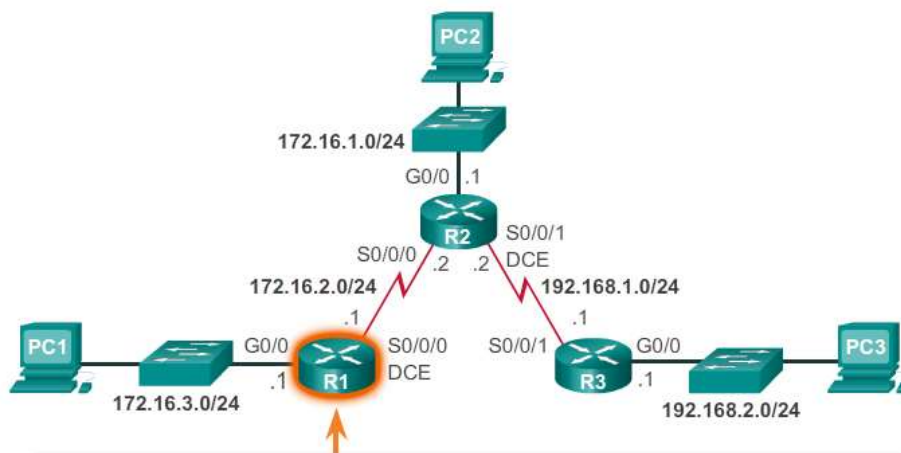 PC2
172.16.1.0/24
G0/0 .1
R2
S0/0/0 S0/0/1
.2 .2 DCE
172.16.2.0/24 192.168.1.0/24
.1 .1
PC1 G0/0 S0/0/0 S0/0/1 G0/0 PC3
.1 R1 DCE R3 .1
172.16.3.0/24 192.168.2.0/24